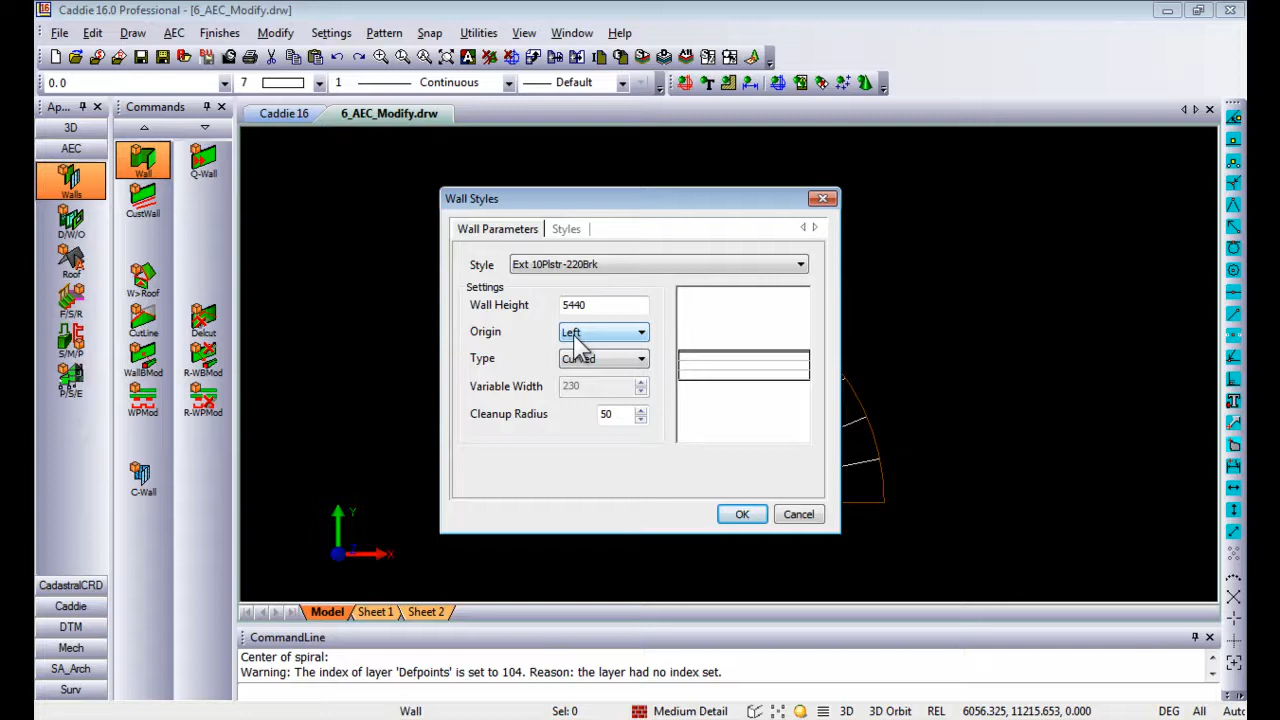 Caddie 16.0 Professional - [6_AEC_Modify.drw]
File Edit Draw AEC Finishes Modify Settings Pattern Snap Utilities View Window Help
0.0 7 1 Continuous Default
Ap... Commands Caddie 16 6_AEC_Modify.drw
3D
AEC
Walls
D/W/O
Roof
F/S/R
S/M/P
P/S/E
CadastralCRD
Caddie
DTM
Mech
SA_Arch
Surv
Wall Q-Wall
CustWall
W>Roof
CutLine Delcut
WallBMod R-WBMod
WPMod R-WPMod
C-Wall
Wall Styles
Wall Parameters Styles
Style Ext 10Plstr-220Brk
Settings
Wall Height 5440
Origin Left
Type Curved
Variable Width 230
Cleanup Radius 50
OK Cancel
Y
Z
X
Model Sheet 1 Sheet 2
CommandLine
Center of spiral:
Warning: The index of layer 'Defpoints' is set to 104. Reason: the layer had no index set.
Wall Sel: 0 Medium Detail 3D 3D Orbit REL 6056.325, 11215.653, 0.000 DEG All Auto